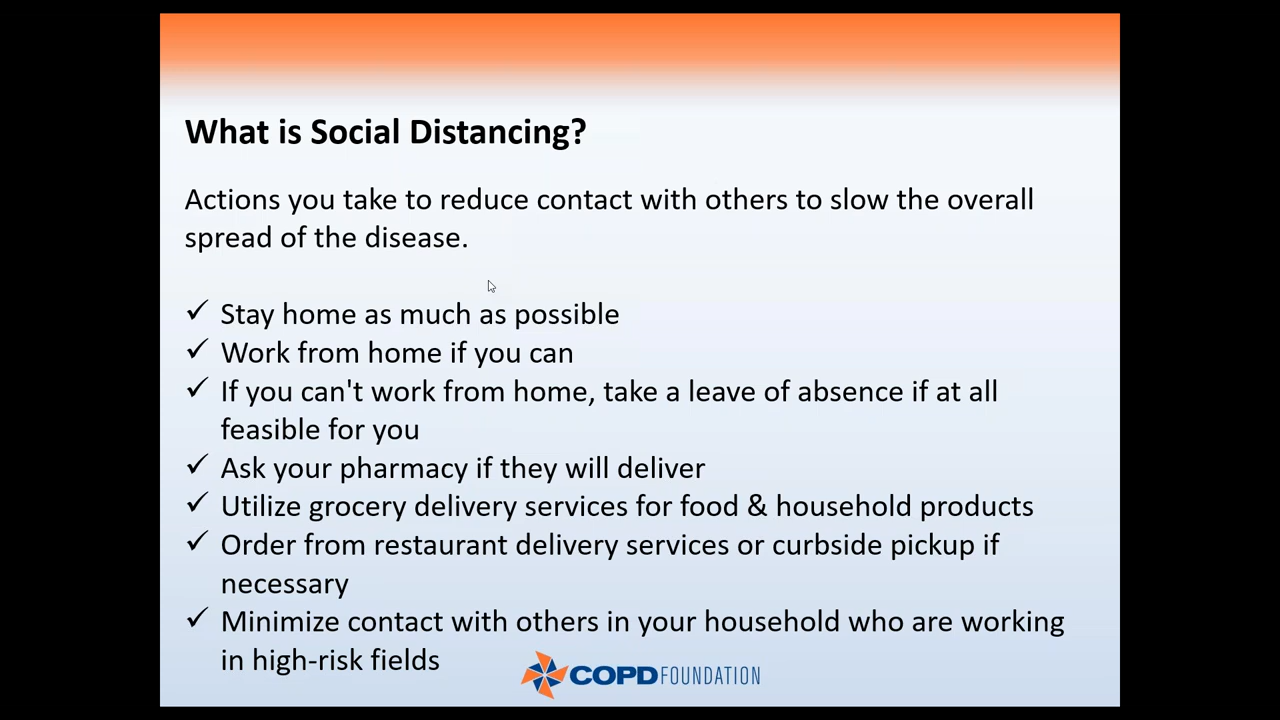 What is Social Distancing?
Actions you take to reduce contact with others to slow the overall
spread of the disease.
✓ Stay home as much as possible
✓ Work from home if you can
✓ If you can't work from home, take a leave of absence if at all
feasible for you
✓ Ask your pharmacy if they will deliver
✓ Utilize grocery delivery services for food & household products
✓ Order from restaurant delivery services or curbside pickup if
necessary
✓ Minimize contact with others in your household who are working
in high-risk fields
COPDFOUNDATION